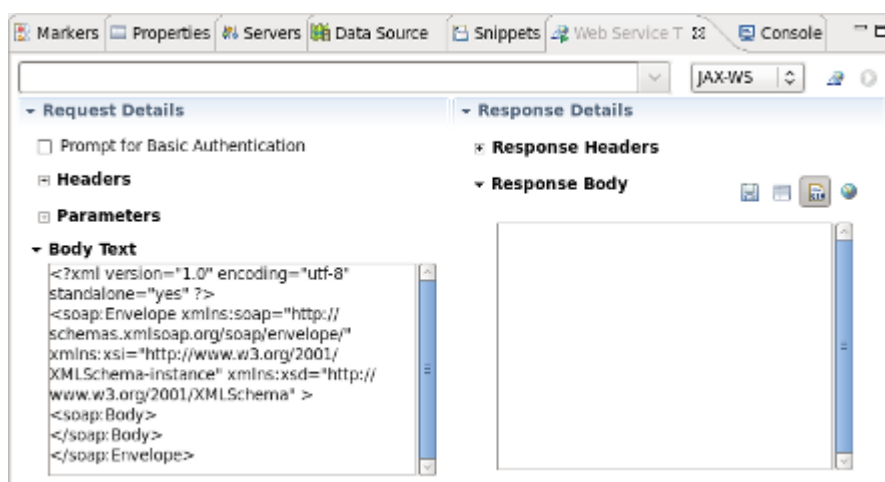 Markers Properties Servers Data Source Snippets Web Service T Console
JAX-WS
Request Details
Prompt for Basic Authentication
Headers
Parameters
Body Text
<?xml version="1.0" encoding="utf-8"
standalone="yes" ?>
<soap:Envelope xmlns:soap="http://
schemas.xmlsoap.org/soap/envelope/"
xmlns:xsi="http://www.w3.org/2001/
XMLSchema-instance" xmlns:xsd="http://
www.w3.org/2001/XMLSchema" >
<soap:Body>
</soap:Body>
</soap:Envelope>
Response Details
Response Headers
Response Body